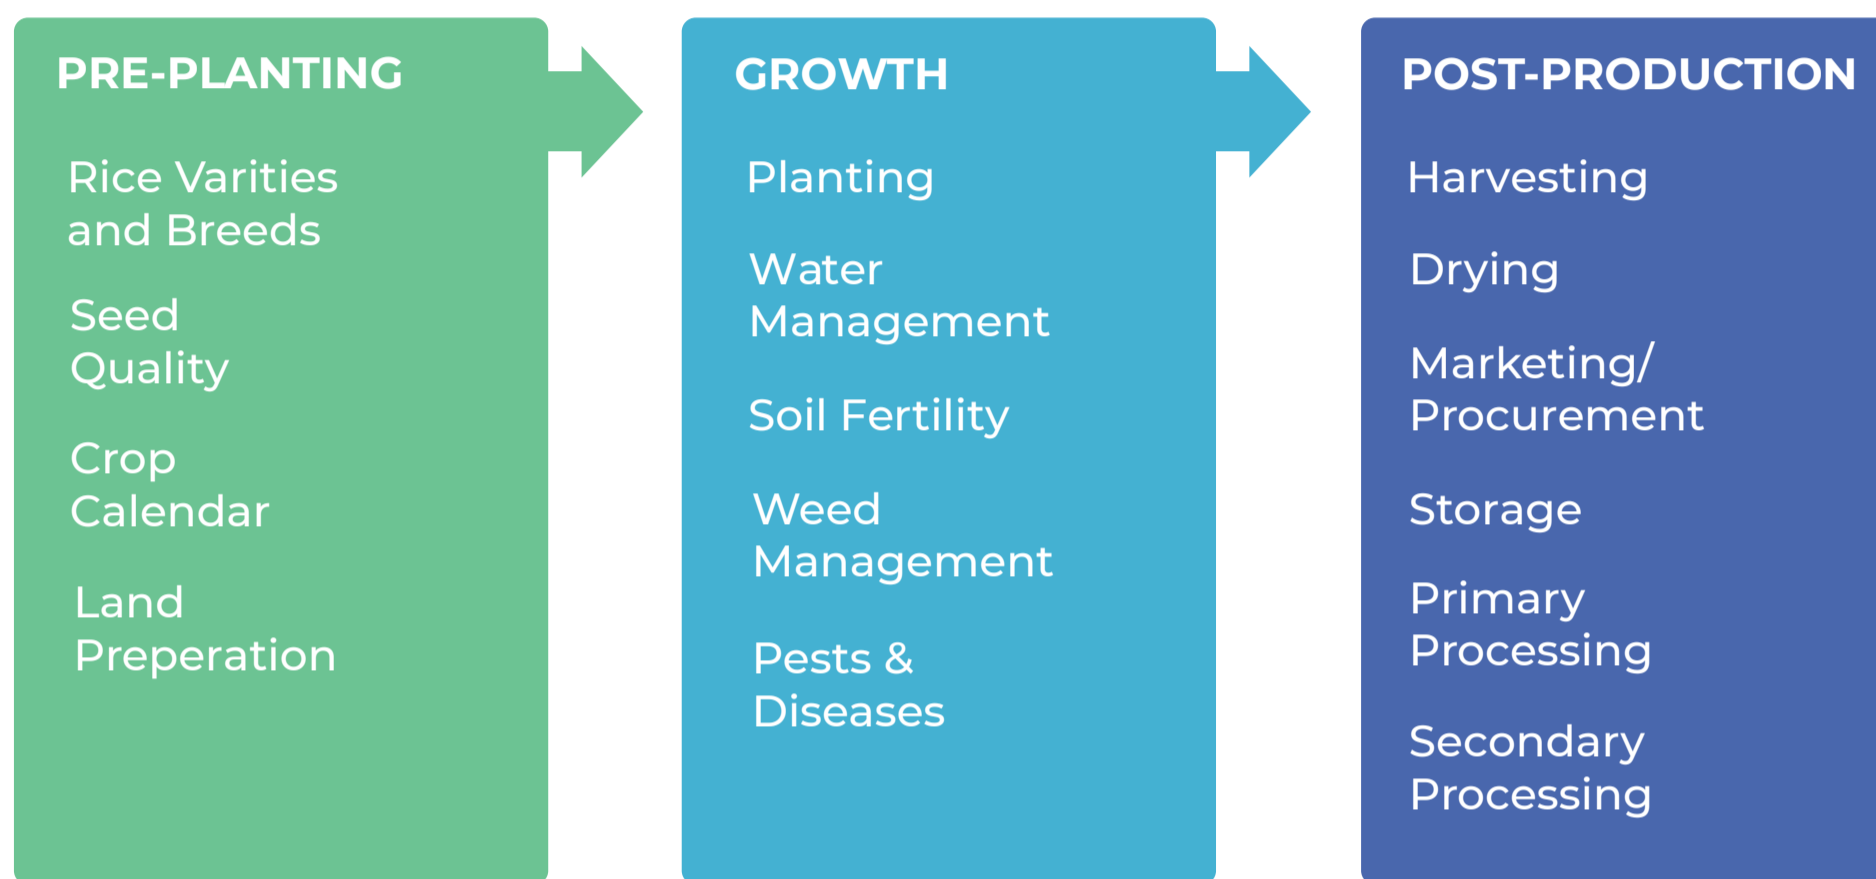 PRE-PLANTING
Rice Varities
and Breeds
Seed
Quality
Crop
Calendar
Land
Preperation
GROWTH
Planting
Water
Management
Soil Fertility
Weed
Management
Pests &
Diseases
POST-PRODUCTION
Harvesting
Drying
Marketing/
Procurement
Storage
Primary
Processing
Secondary
Processing